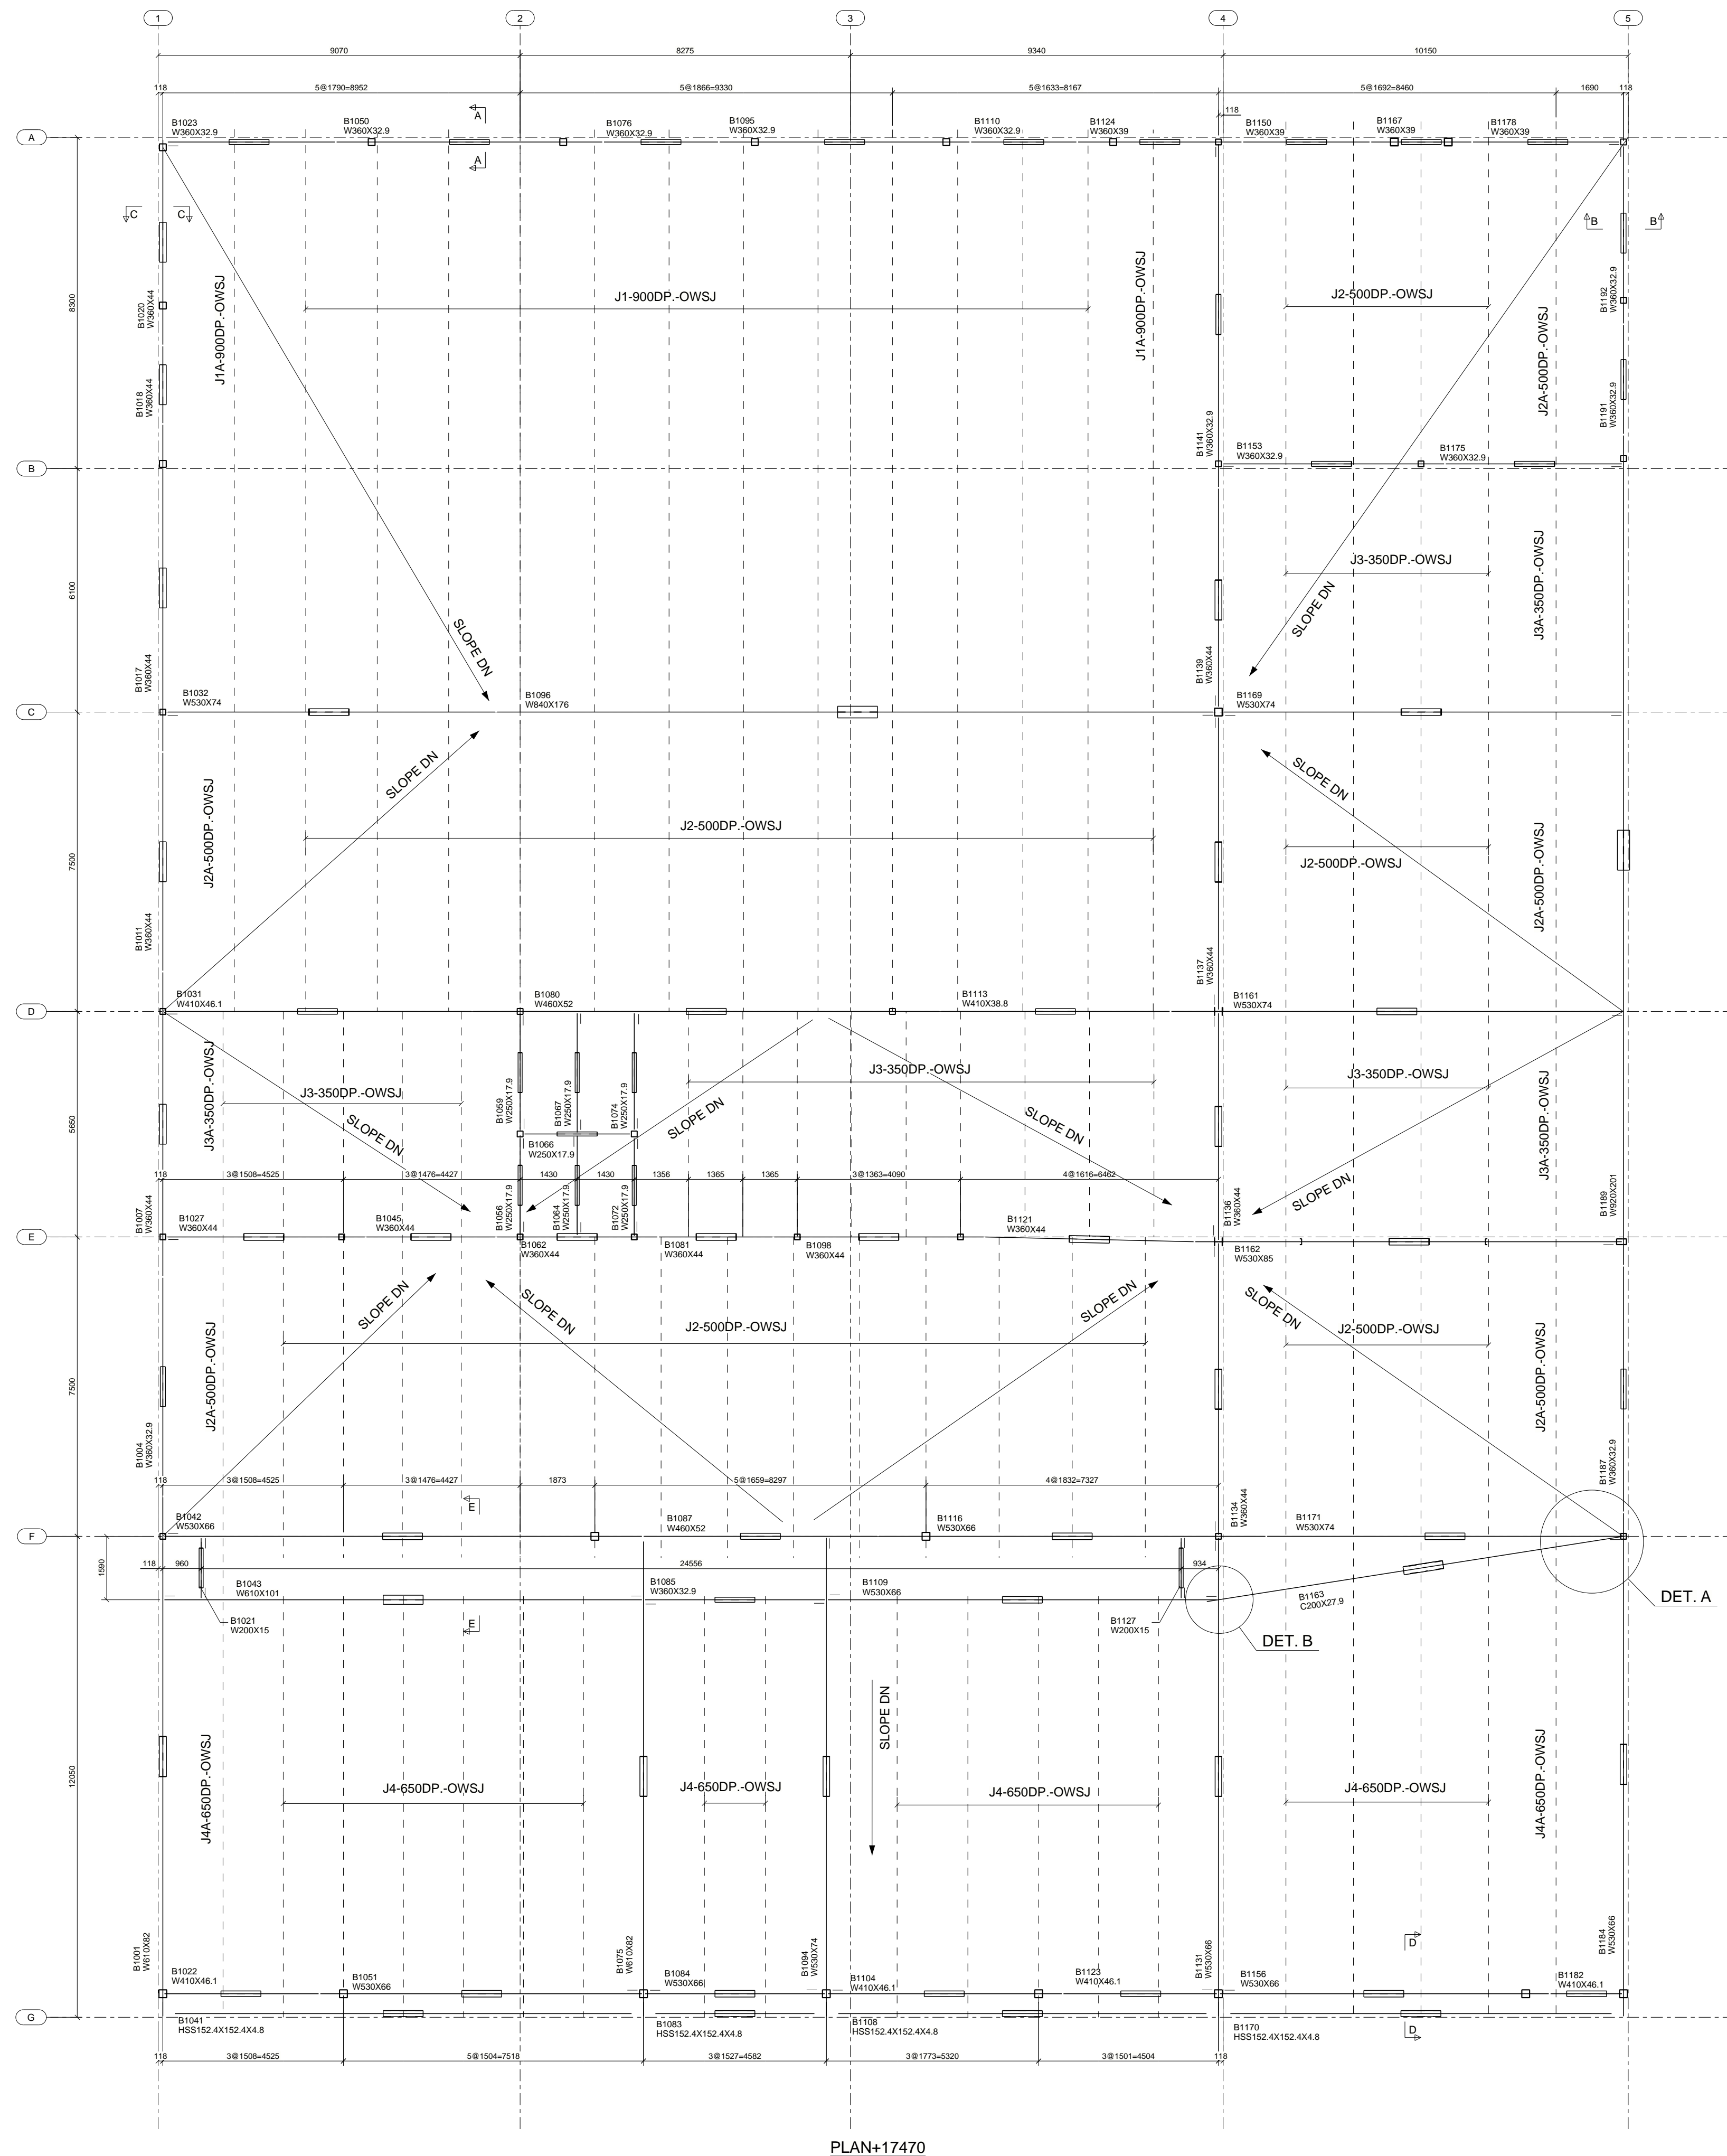 1
2
3
4
5
9070
8275
9340
10150
118
5@1790=8952
5@1866=9330
5@1633=8167
5@1692=8460
1690
118
118
A
A
A
B1023
W360X32.9
B1050
W360X32.9
B1076
W360X32.9
B1095
W360X32.9
B1110
W360X32.9
B1124
W360X39
B1150
W360X39
B1167
W360X39
B1178
W360X39
C
C
B
B
8300
B1020
W360X44
B1018
W360X44
J1A-900DP.-OWSJ
J1-900DP.-OWSJ
J1A-900DP.-OWSJ
J2-500DP.-OWSJ
J2A-500DP.-OWSJ
B1192
W360X32.9
B1191
W360X32.9
B1141
W360X32.9
B1153
W360X32.9
B1175
W360X32.9
B
6100
SLOPE DN
SLOPE DN
J3-350DP.-OWSJ
J3A-350DP.-OWSJ
B1017
W360X44
B1139
W360X44
B1032
W530X74
B1096
W840X176
B1169
W530X74
C
7500
SLOPE DN
SLOPE DN
J2A-500DP.-OWSJ
J2-500DP.-OWSJ
J2-500DP.-OWSJ
J2A-500DP.-OWSJ
B1011
W360X44
B1137
W360X44
B1031
W410X46.1
B1080
W460X52
B1113
W410X38.8
B1161
W530X74
D
5650
J3A-350DP.-OWSJ
J3-350DP.-OWSJ
J3-350DP.-OWSJ
J3-350DP.-OWSJ
J3A-350DP.-OWSJ
SLOPE DN
SLOPE DN
SLOPE DN
SLOPE DN
B1059
W250X17.9
B1067
W250X17.9
B1074
W250X17.9
B1066
W250X17.9
118
3@1508=4525
3@1476=4427
1430
1430
1356
1365
1365
3@1363=4090
4@1616=6462
B1007
W360X44
B1056
W250X17.9
B1064
W250X17.9
B1072
W250X17.9
B1136
W360X44
B1189
W920X201
B1027
W360X44
B1045
W360X44
B1062
W360X44
B1081
W360X44
B1098
W360X44
B1121
W360X44
B1162
W530X85
E
7500
SLOPE DN
SLOPE DN
SLOPE DN
SLOPE DN
J2A-500DP.-OWSJ
J2-500DP.-OWSJ
J2-500DP.-OWSJ
J2A-500DP.-OWSJ
B1004
W360X32.9
B1187
W360X32.9
118
3@1508=4525
3@1476=4427
1873
5@1659=8297
4@1832=7327
E
B1134
W360X44
B1042
W530X66
B1087
W460X52
B1116
W530X66
B1171
W530X74
F
1590
118
960
24556
934
B1043
W610X101
B1085
W360X32.9
B1109
W530X66
B1163
C200X27.9
DET. A
B1021
W200X15
E
B1127
W200X15
DET. B
12050
SLOPE DN
J4A-650DP.-OWSJ
J4-650DP.-OWSJ
J4-650DP.-OWSJ
J4-650DP.-OWSJ
J4-650DP.-OWSJ
J4A-650DP.-OWSJ
B1001
W610X82
B1075
W610X82
B1094
W530X74
B1131
W530X66
B1184
W530X66
D
B1022
W410X46.1
B1051
W530X66
B1084
W530X66
B1104
W410X46.1
B1123
W410X46.1
B1156
W530X66
B1182
W410X46.1
G
B1041
HSS152.4X152.4X4.8
B1083
HSS152.4X152.4X4.8
B1108
HSS152.4X152.4X4.8
B1170
HSS152.4X152.4X4.8
D
118
3@1508=4525
5@1504=7518
3@1527=4582
3@1773=5320
3@1501=4504
118
PLAN+17470